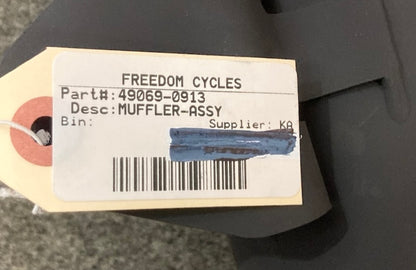 FREEDOM CYCLES
Part#:49069-0913
Desc:MUFFLER-ASSY
Bin: Supplier: KA